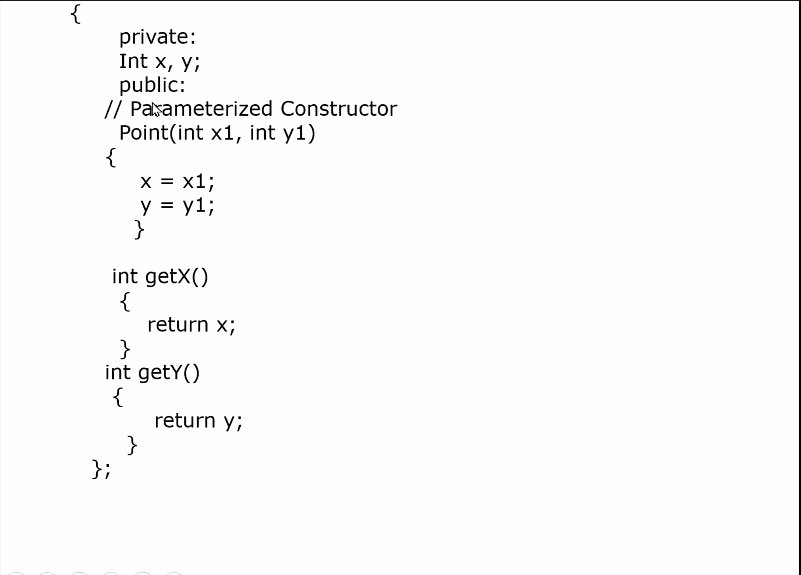 {
private:
Int x, y;
public:
// Parameterized Constructor
Point(int x1, int y1)
{
x = x1;
y = y1;
}
int getX()
{
return x;
}
int getY()
{
return y;
}
};